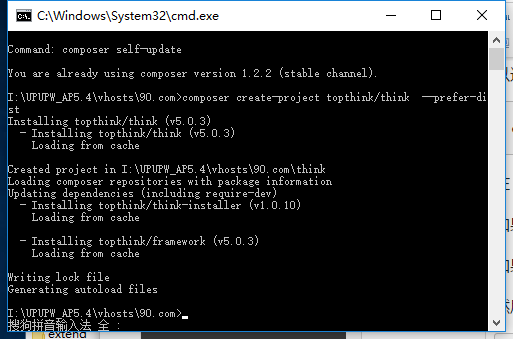 C:\Windows\System32\cmd.exe
Command: composer self-update
You are already using composer version 1.2.2 (stable channel).
I:\UPUPW_AP5.4\vhosts\90.com>composer create-project topthink/think  --prefer-di
st
Installing topthink/think (v5.0.3)
  - Installing topthink/think (v5.0.3)
    Loading from cache
Created project in I:\UPUPW_AP5.4\vhosts\90.com\think
Loading composer repositories with package information
Updating dependencies (including require-dev)
  - Installing topthink/think-installer (v1.0.10)
    Loading from cache
  - Installing topthink/framework (v5.0.3)
    Loading from cache
Writing lock file
Generating autoload files
I:\UPUPW_AP5.4\vhosts\90.com>
搜狗拼音输入法 全 :
extend